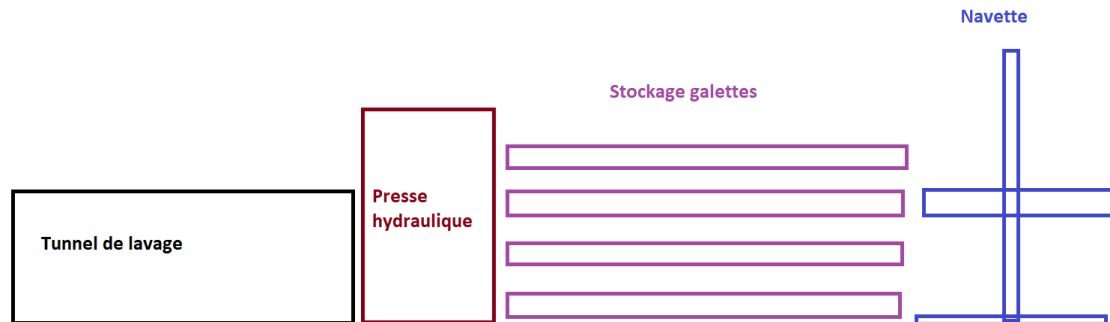 Navette
Stockage galettes
Presse
hydraulique
Tunnel de lavage